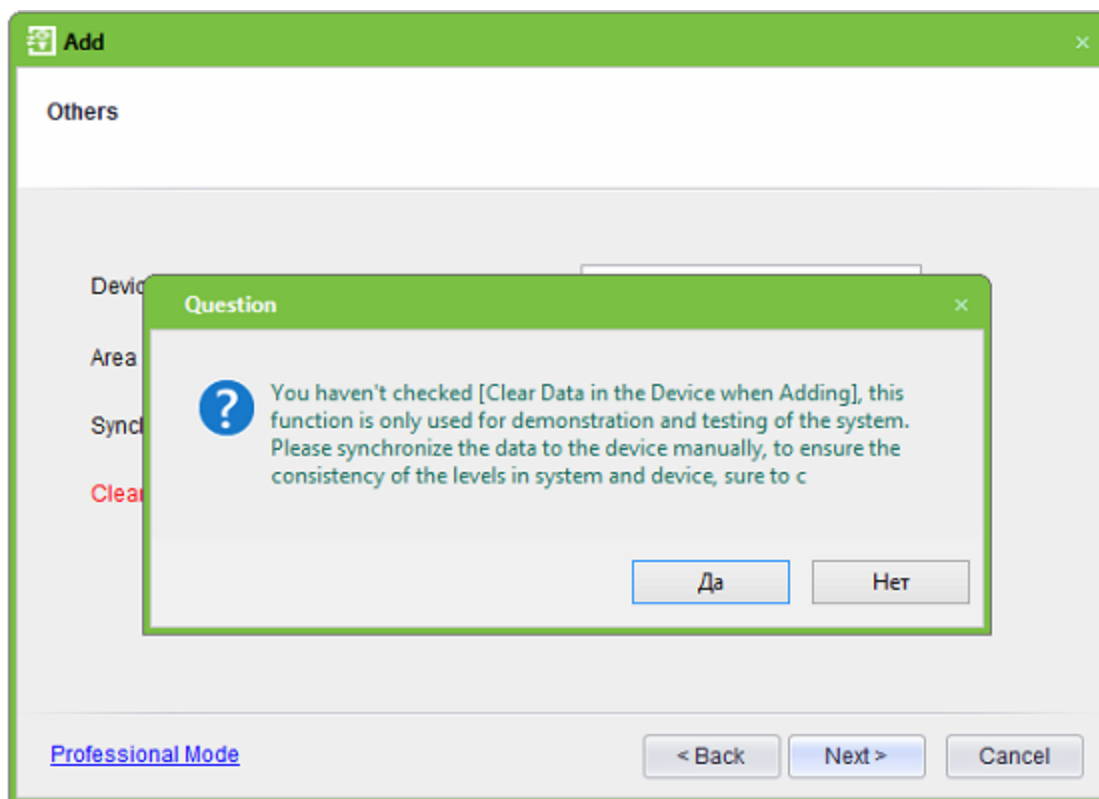 Add
Others
Devic
Area
Question
You haven't checked [Clear Data in the Device when Adding], this
function is only used for demonstration and testing of the system.
Please synchronize the data to the device manually, to ensure the
consistency of the levels in system and device, sure to c
Synch
Clear
Да
Нет
Professional Mode
< Back
Next >
Cancel